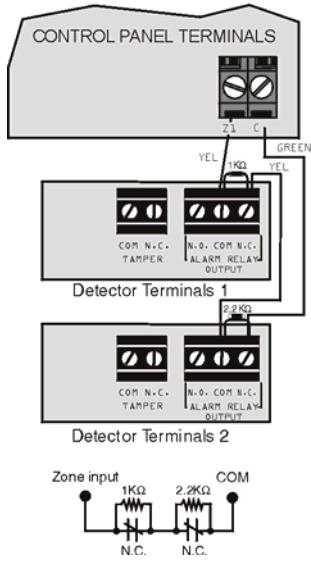 CONTROL PANEL TERMINALS
Z1 C
GREEN
YEL 1KΩ YEL
COM N.C. N.O. COM N.C.
TAMPER ALARM RELAY
OUTPUT
Detector Terminals 1
2.2KΩ
COM N.C. N.O. COM N.C.
TAMPER ALARM RELAY
OUTPUT
Detector Terminals 2
Zone input COM
1KΩ 2.2KΩ
N.C. N.C.